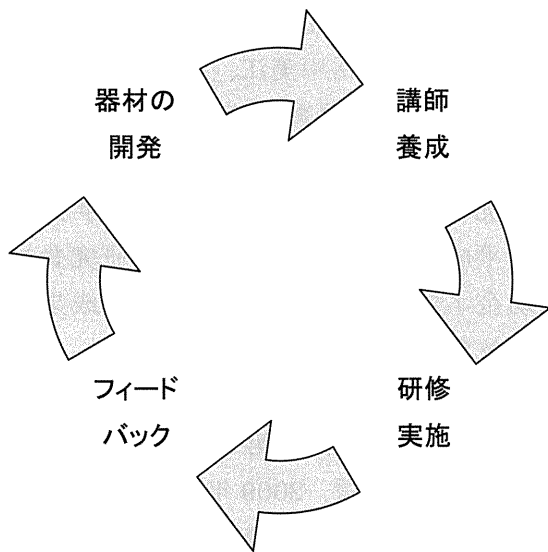 器材の
開発
講師
養成
研修
実施
フィード
バック